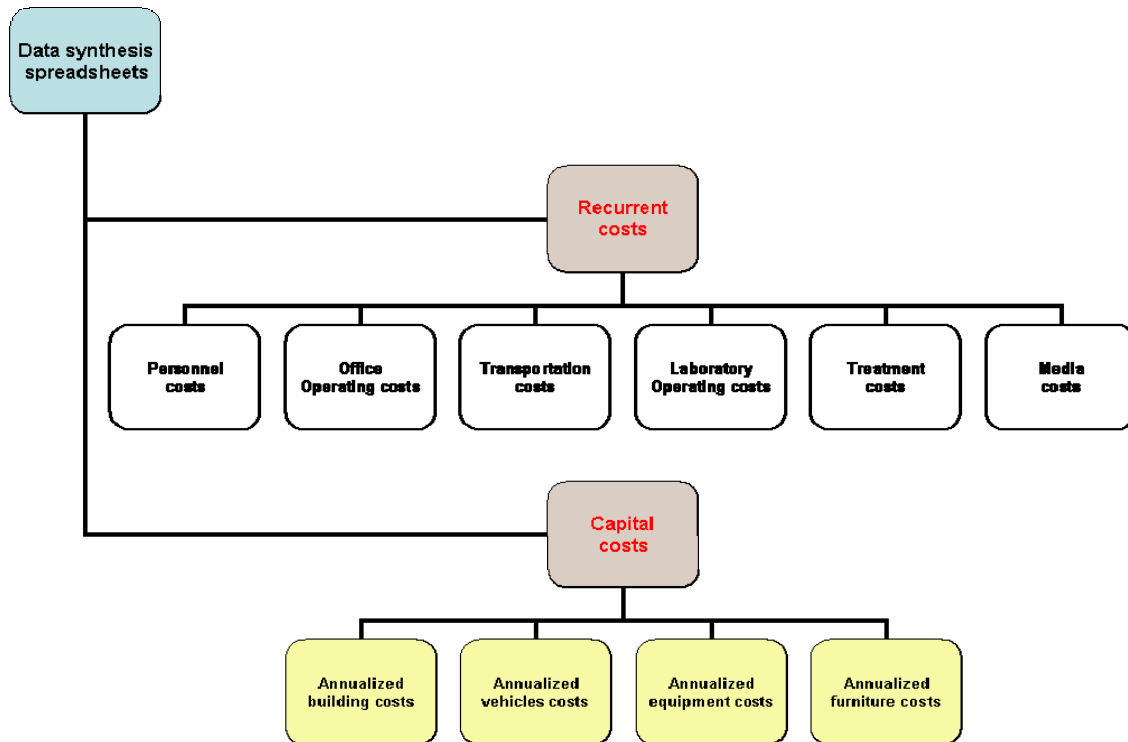 Data synthesis
spreadsheets
Recurrent
costs
Personnel
costs
Office
Operating costs
Transportation
costs
Laboratory
Operating costs
Treatment
costs
Media
costs
Capital
costs
Annualized
building costs
Annualized
vehicles costs
Annualized
equipment costs
Annualized
furniture costs